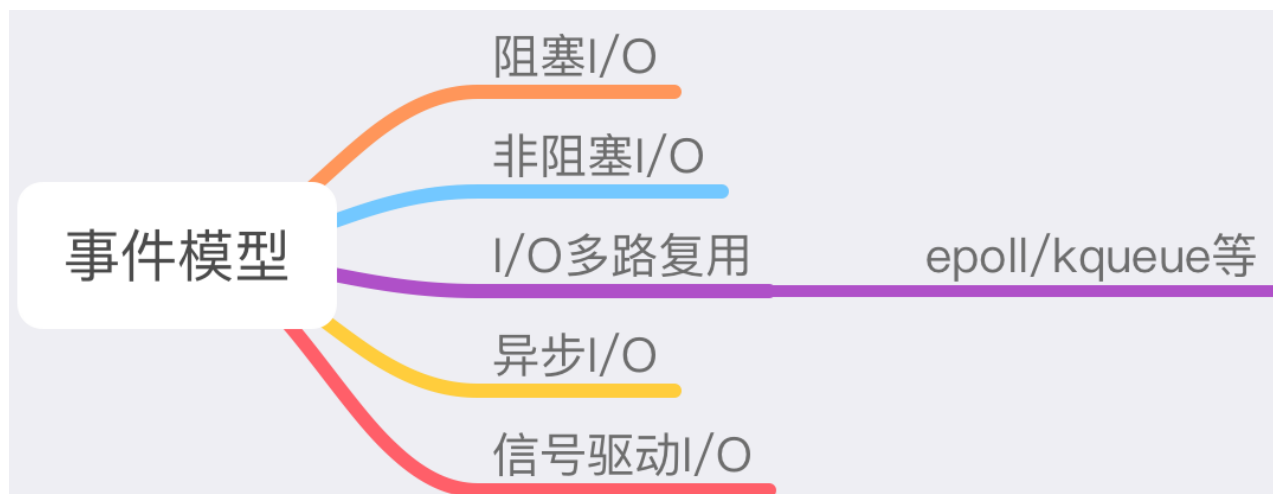 阻塞I/O
非阻塞I/O
事件模型
I/O多路复用
epoll/kqueue等
异步I/O
信号驱动I/O